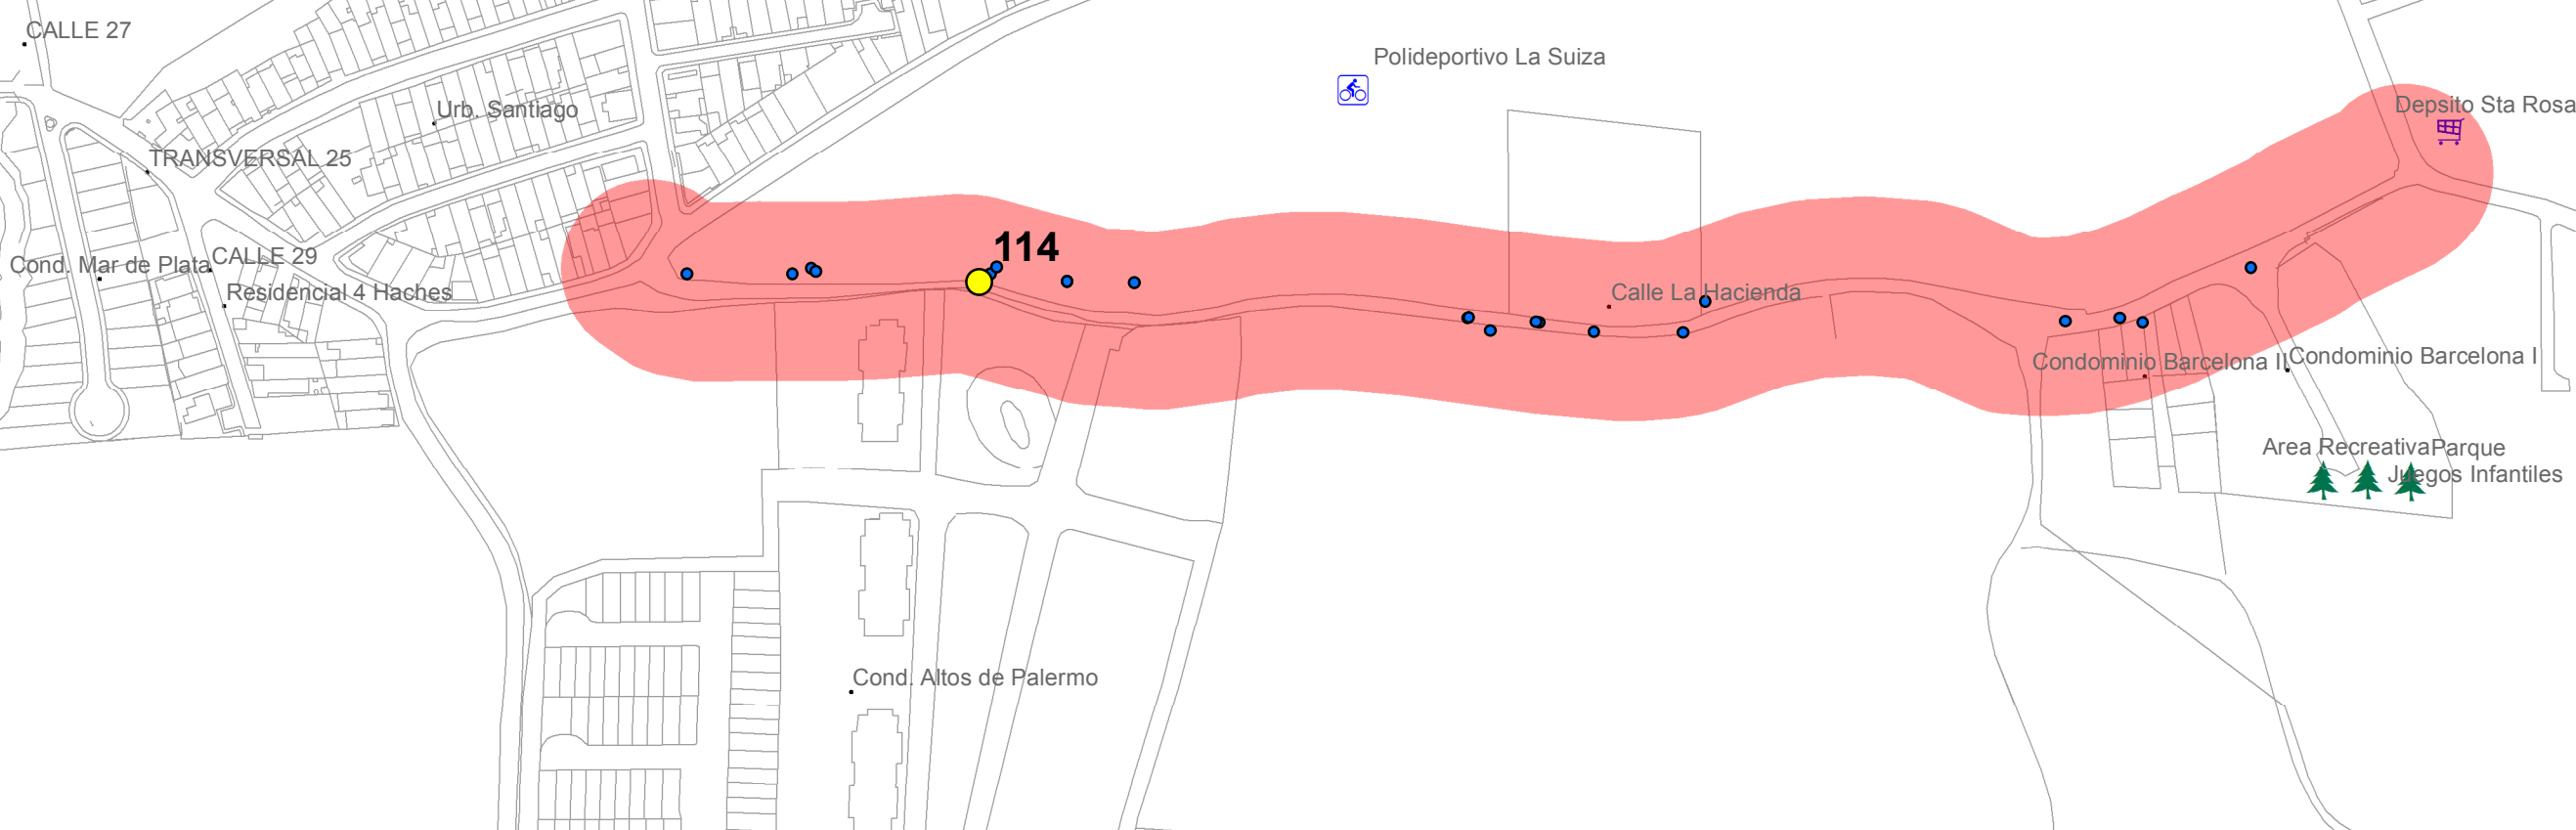 CALLE 27
Polideportivo La Suiza
Depsito Sta Rosa
Urb. Santiago
TRANSVERSAL 25
114
CALLE 29
Cond. Mar de Plata
Residencial 4 Haches
Calle La Hacienda
Condominio Barcelona II
Condominio Barcelona I
Area Recreativa
Parque
Juegos Infantiles
Cond. Altos de Palermo